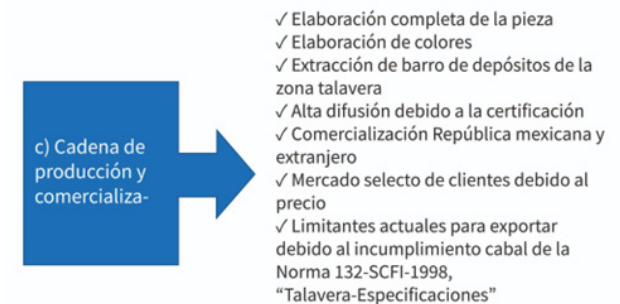 c) Cadena de
producción y
comercializa-
✓ Elaboración completa de la pieza
✓ Elaboración de colores
✓ Extracción de barro de depósitos de la
zona talavera
✓ Alta difusión debido a la certificación
✓ Comercialización República mexicana y
extranjero
✓ Mercado selecto de clientes debido al
precio
✓ Limitantes actuales para exportar
debido al incumplimiento cabal de la
Norma 132-SCFI-1998,
“Talavera-Especificaciones”